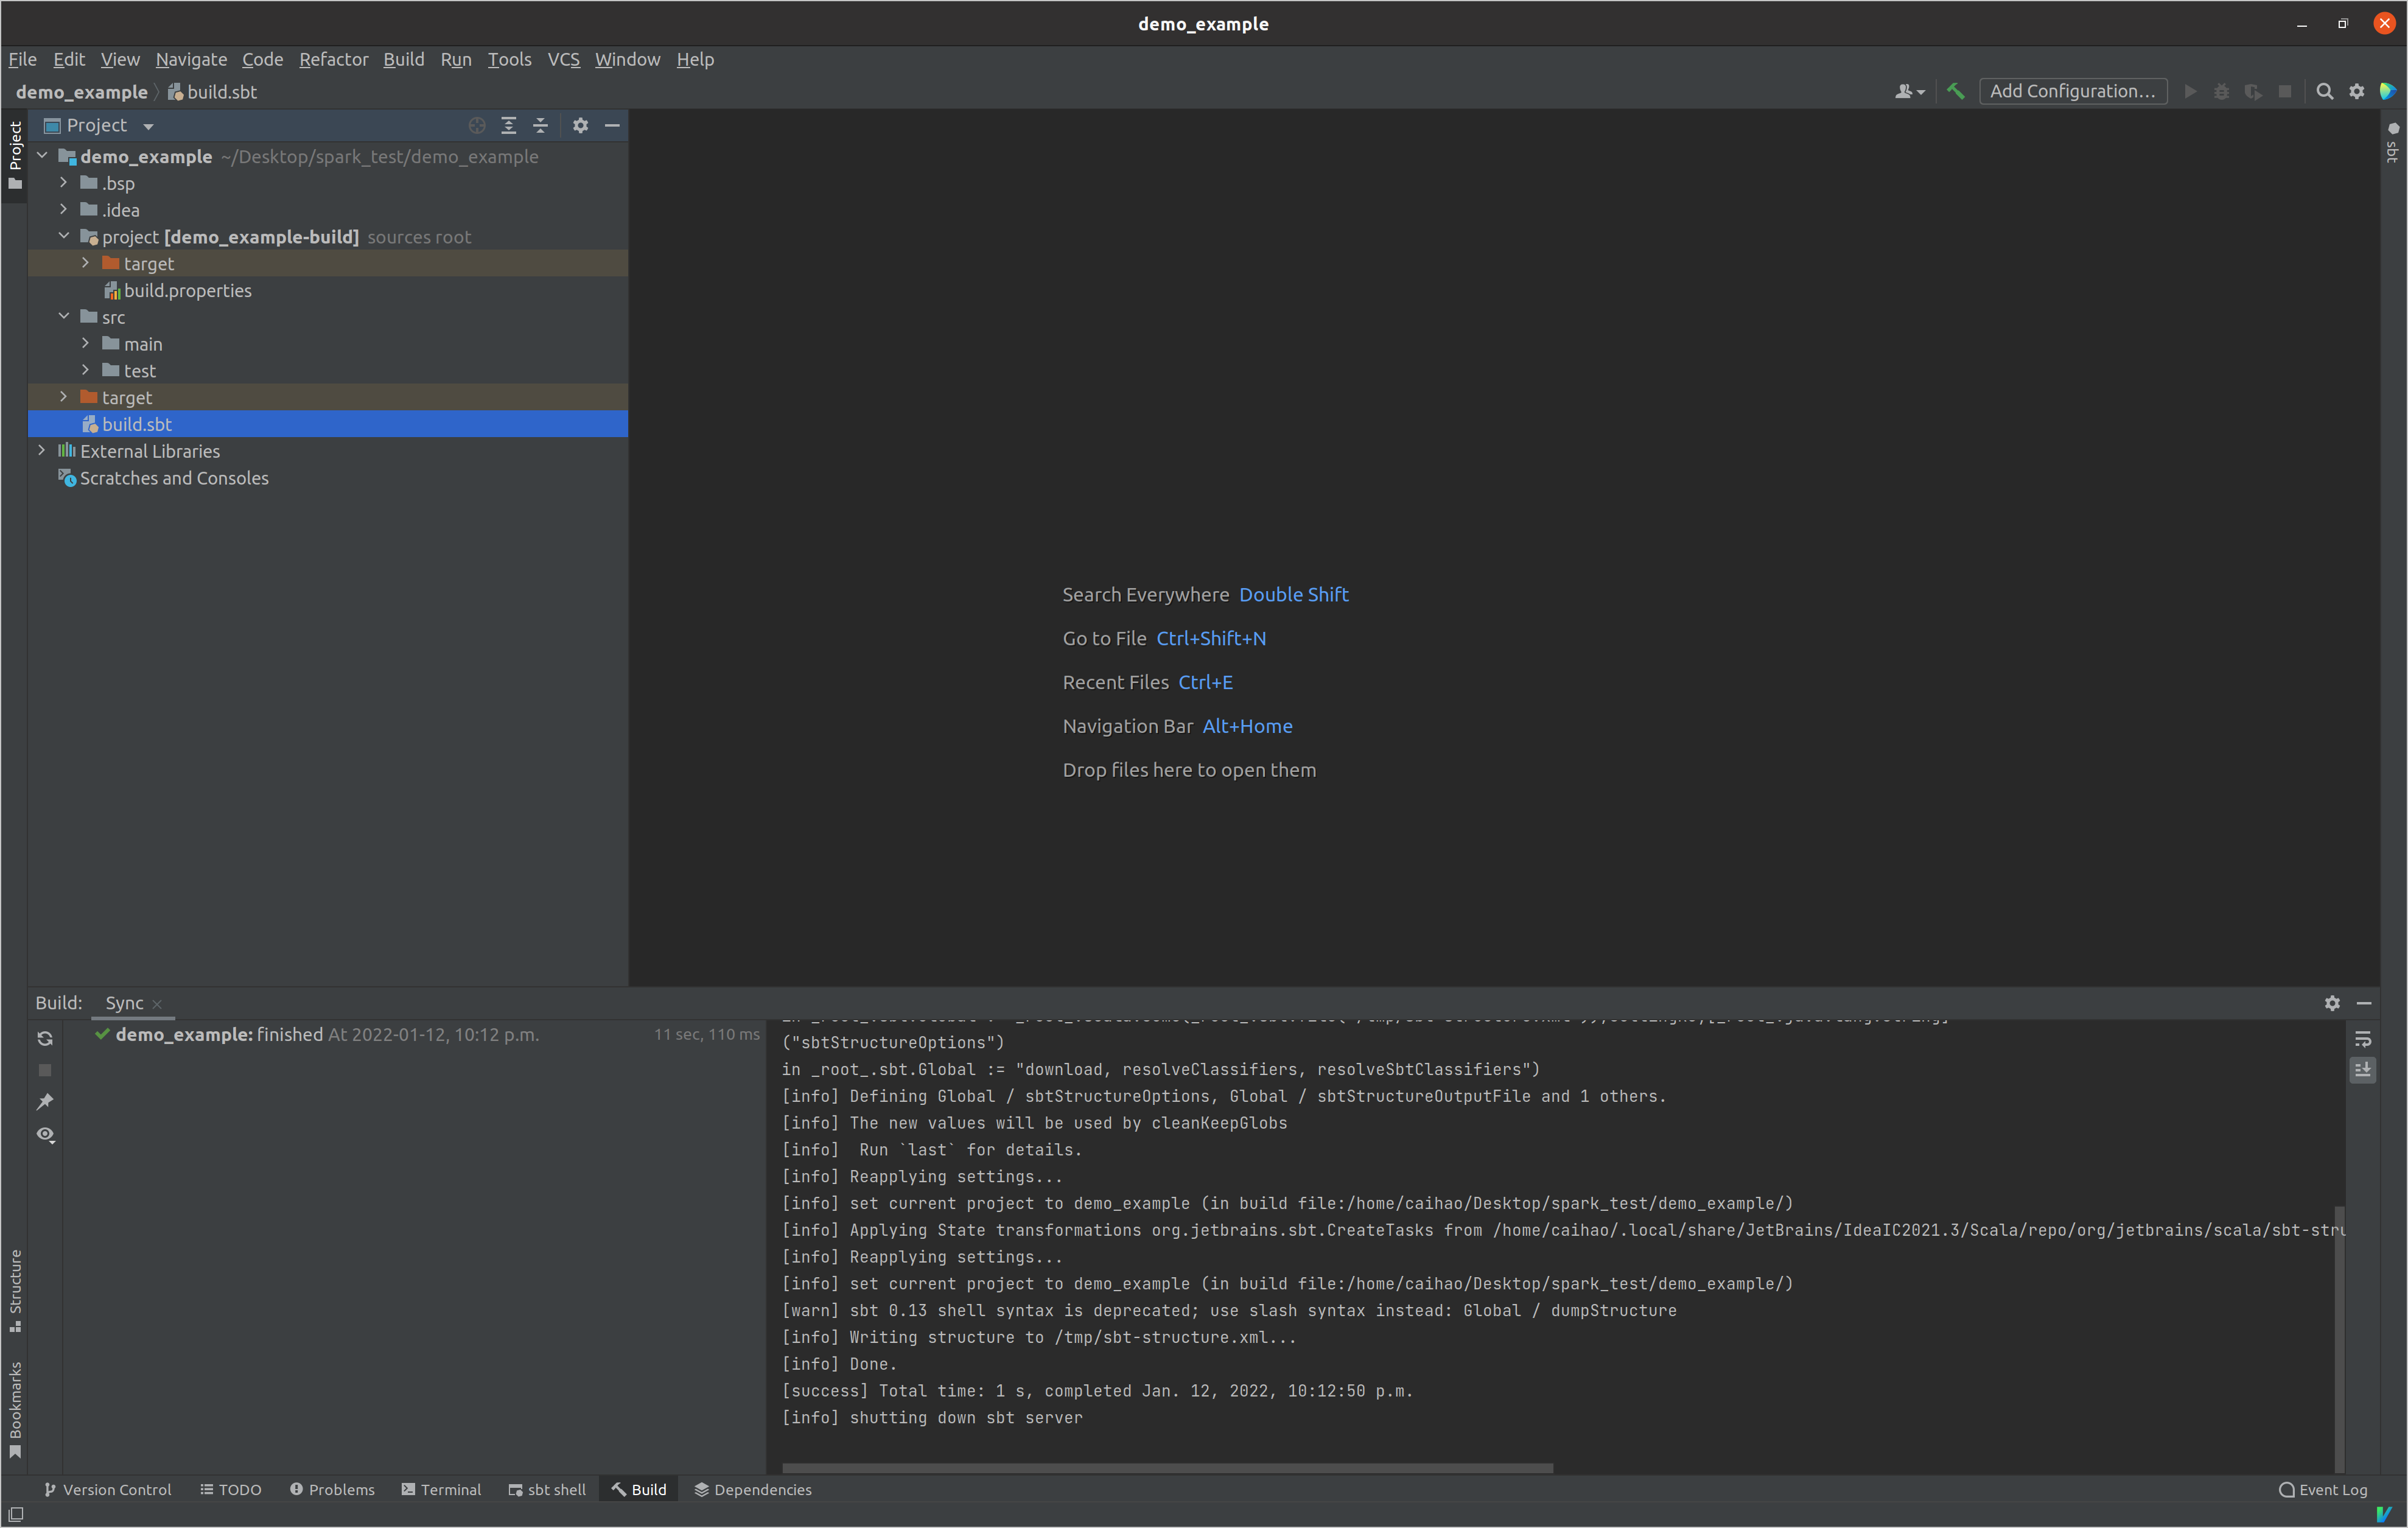 demo_example
File Edit View Navigate Code Refactor Build Run Tools VCS Window Help
demo_example build.sbt Add Configuration...
Project
Project
sbt
demo_example ~/Desktop/spark_test/demo_example
.bsp
.idea
project [demo_example-build] sources root
target
build.properties
src
main
test
target
build.sbt
External Libraries
Scratches and Consoles
Search Everywhere Double Shift
Go to File Ctrl+Shift+N
Recent Files Ctrl+E
Navigation Bar Alt+Home
Drop files here to open them
Build: Sync
demo_example: finished At 2022-01-12, 10:12 p.m. 11 sec, 110 ms
("sbtStructureOptions")
in _root_.sbt.Global := "download, resolveClassifiers, resolveSbtClassifiers")
[info] Defining Global / sbtStructureOptions, Global / sbtStructureOutputFile and 1 others.
[info] The new values will be used by cleanKeepGlobs
[info]  Run `last` for details.
[info] Reapplying settings...
[info] set current project to demo_example (in build file:/home/caihao/Desktop/spark_test/demo_example/)
[info] Applying State transformations org.jetbrains.sbt.CreateTasks from /home/caihao/.local/share/JetBrains/IdeaIC2021.3/Scala/repo/org/jetbrains/scala/sbt-stru
[info] Reapplying settings...
[info] set current project to demo_example (in build file:/home/caihao/Desktop/spark_test/demo_example/)
[warn] sbt 0.13 shell syntax is deprecated; use slash syntax instead: Global / dumpStructure
[info] Writing structure to /tmp/sbt-structure.xml...
[info] Done.
[success] Total time: 1 s, completed Jan. 12, 2022, 10:12:50 p.m.
[info] shutting down sbt server
Structure
Bookmarks
Version Control TODO Problems Terminal sbt shell Build Dependencies Event Log